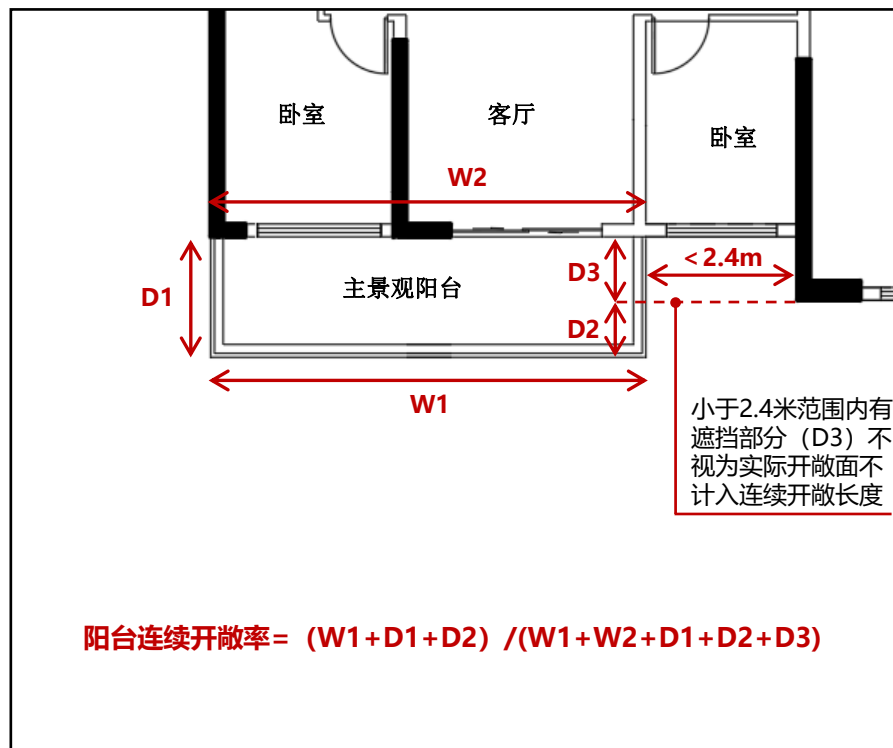 卧室
客厅
卧室
W2
D1
主景观阳台
D3
＜2.4m
D2
W1
小于2.4米范围内有
遮挡部分（D3）不
视为实际开敞面不
计入连续开敞长度
阳台连续开敞率=（W1+D1+D2）/(W1+W2+D1+D2+D3)